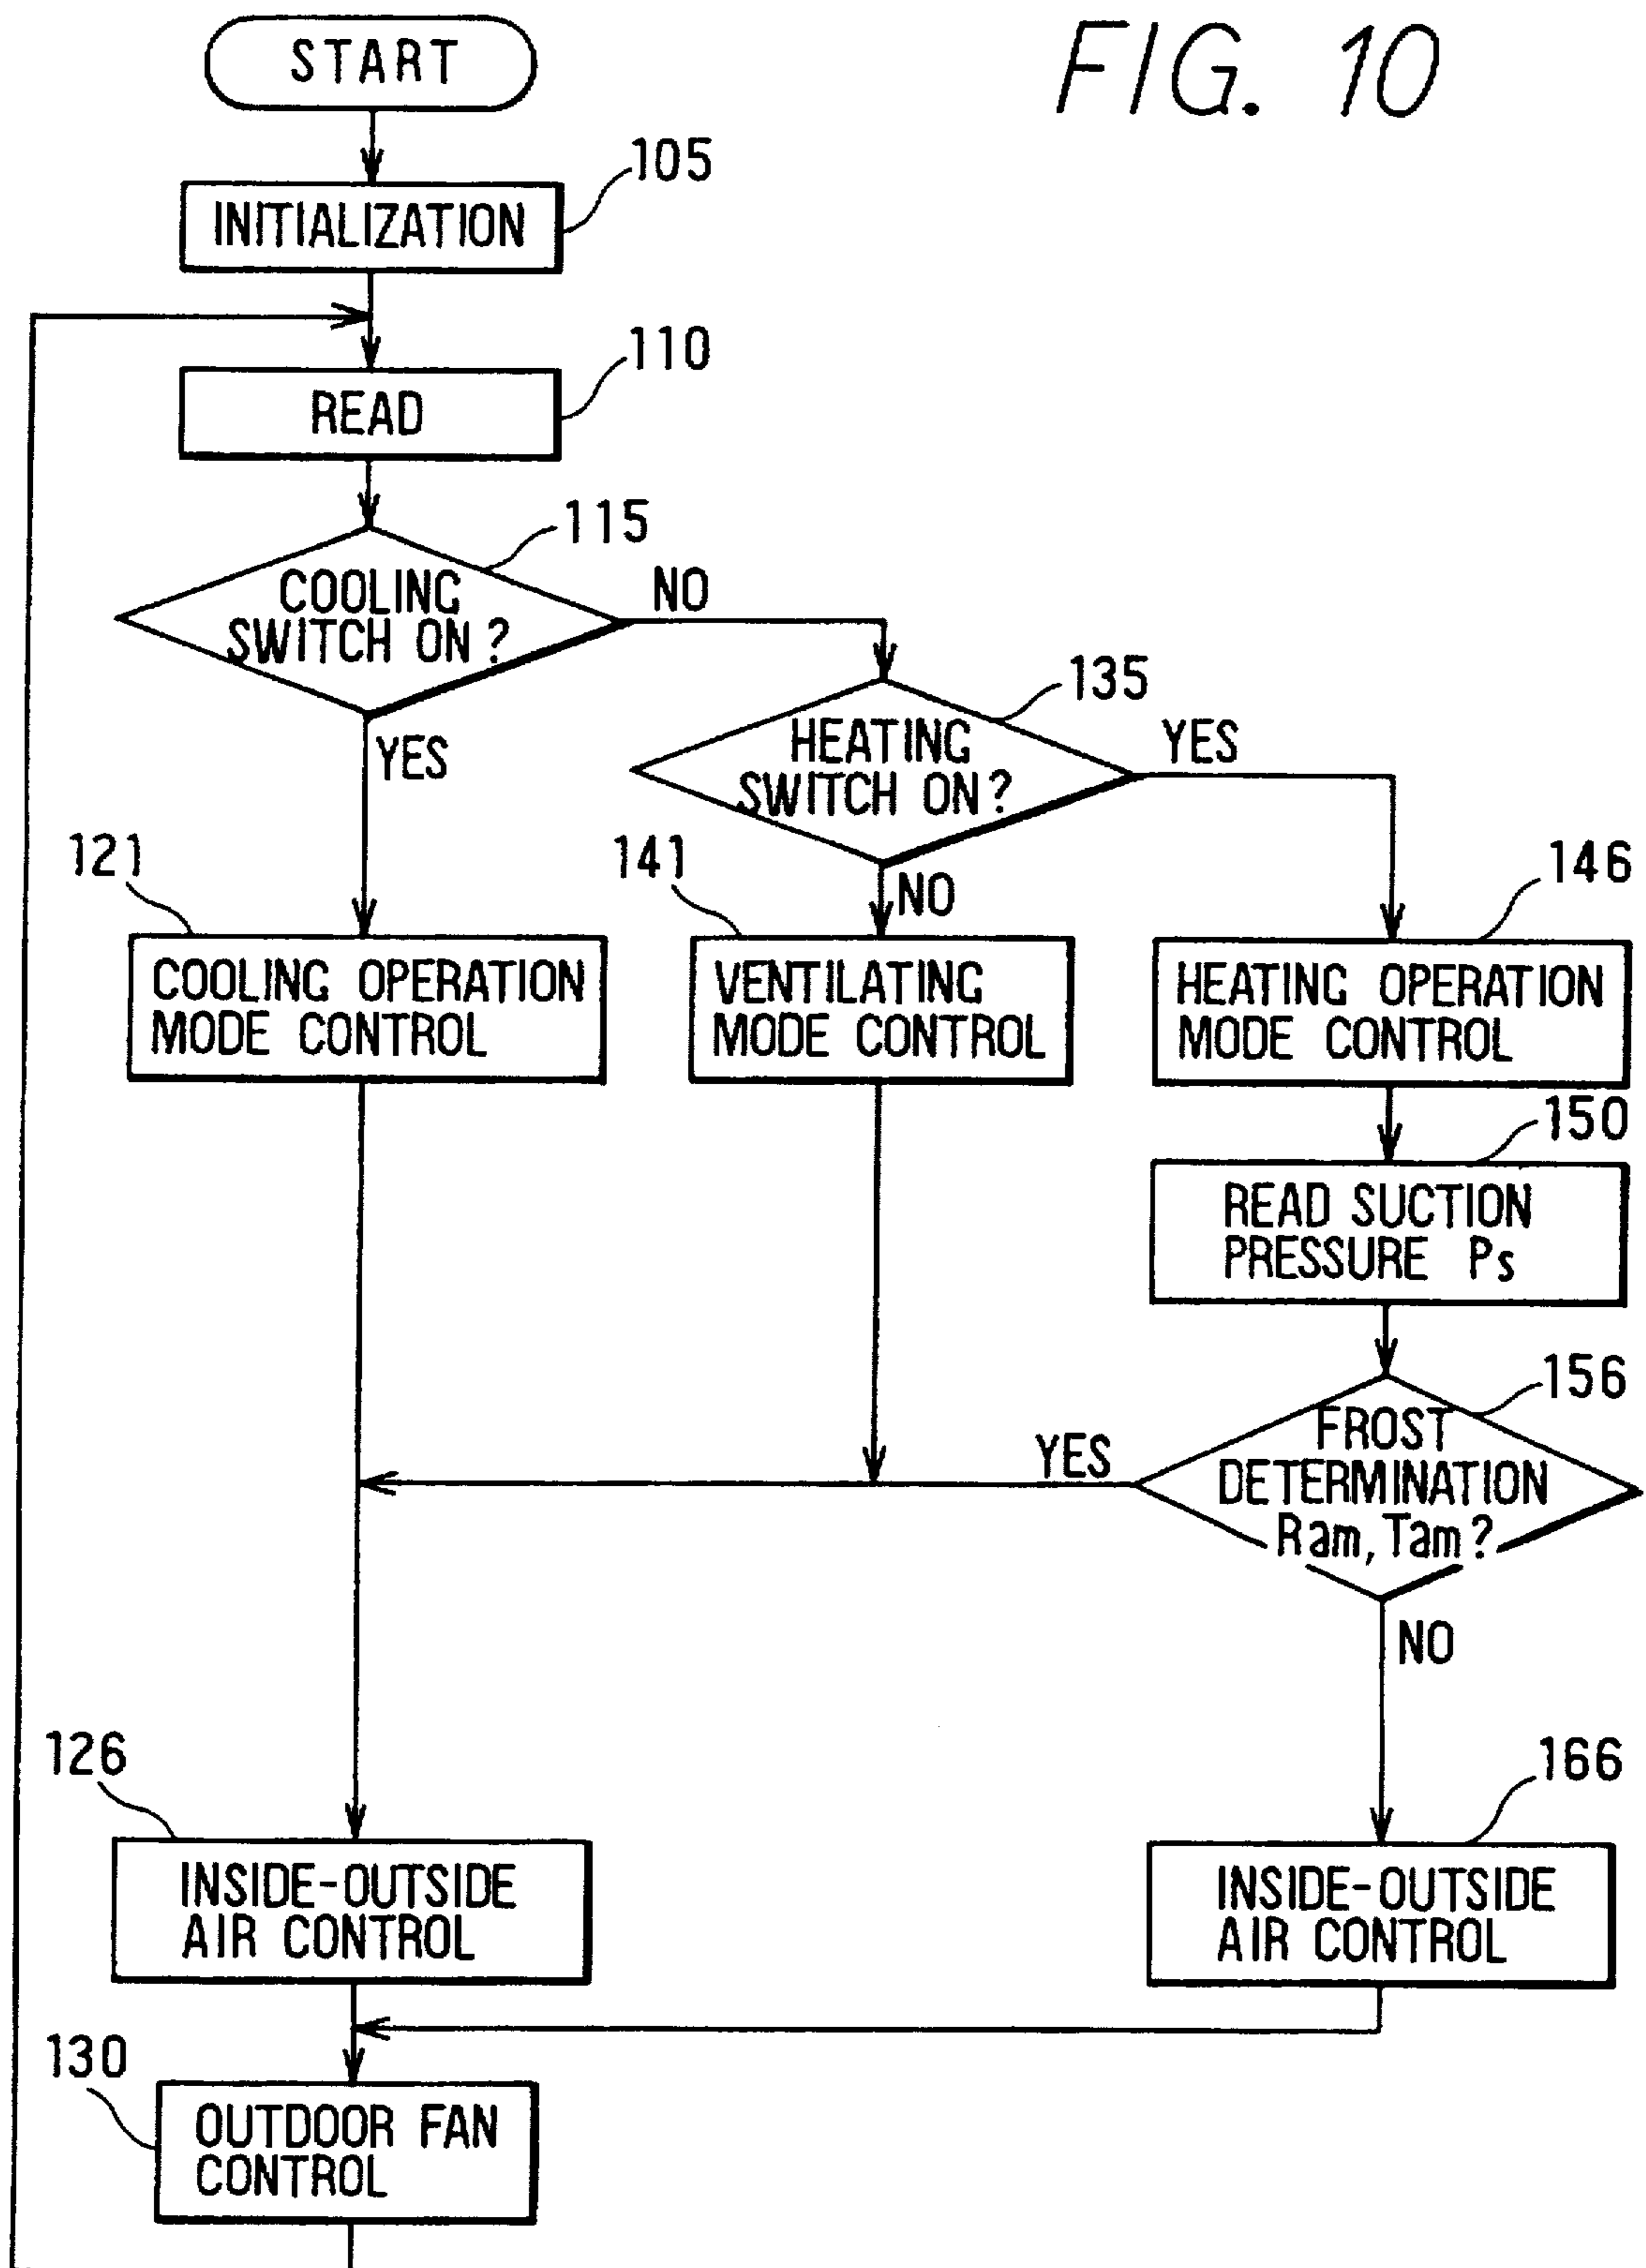 FIG. 10
START
105
INITIALIZATION
110
READ
115
COOLING
SWITCH ON?
NO
YES
135
HEATING
SWITCH ON?
YES
NO
121
COOLING OPERATION
MODE CONTROL
141
VENTILATING
MODE CONTROL
146
HEATING OPERATION
MODE CONTROL
150
READ SUCTION
PRESSURE Ps
156
FROST
DETERMINATION
Ram, Tam?
YES
NO
126
INSIDE-OUTSIDE
AIR CONTROL
166
INSIDE-OUTSIDE
AIR CONTROL
130
OUTDOOR FAN
CONTROL